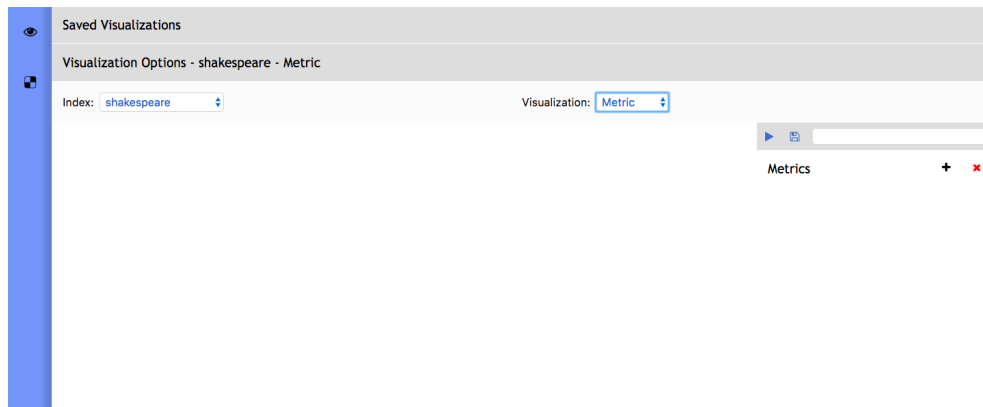 Saved Visualizations
Visualization Options - shakespeare - Metric
Index: shakespeare Visualization: Metric
Metrics